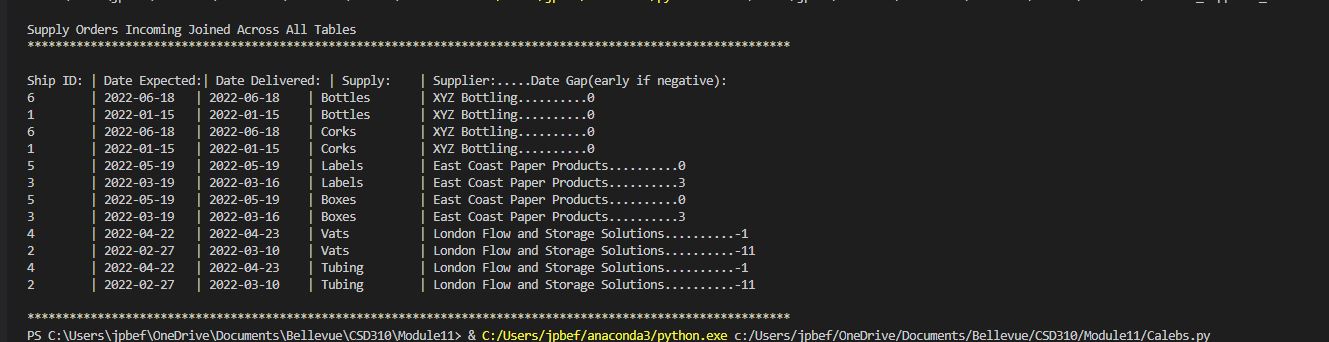 Supply Orders Incoming Joined Across All Tables
*************************************************************************************************************
Ship ID: | Date Expected:| Date Delivered: | Supply:    | Supplier:.....Date Gap(early if negative):
6        | 2022-06-18   | 2022-06-18    | Bottles       | XYZ Bottling..........0
1        | 2022-01-15   | 2022-01-15    | Bottles       | XYZ Bottling..........0
6        | 2022-06-18   | 2022-06-18    | Corks         | XYZ Bottling..........0
1        | 2022-01-15   | 2022-01-15    | Corks         | XYZ Bottling..........0
5        | 2022-05-19   | 2022-05-19    | Labels        | East Coast Paper Products..........0
3        | 2022-03-19   | 2022-03-16    | Labels        | East Coast Paper Products..........3
5        | 2022-05-19   | 2022-05-19    | Boxes         | East Coast Paper Products..........0
3        | 2022-03-19   | 2022-03-16    | Boxes         | East Coast Paper Products..........3
4        | 2022-04-22   | 2022-04-23    | Vats          | London Flow and Storage Solutions..........-1
2        | 2022-02-27   | 2022-03-10    | Vats          | London Flow and Storage Solutions..........-11
4        | 2022-04-22   | 2022-04-23    | Tubing        | London Flow and Storage Solutions..........-1
2        | 2022-02-27   | 2022-03-10    | Tubing        | London Flow and Storage Solutions..........-11
*************************************************************************************************************
PS C:\Users\jpbef\OneDrive\Documents\Bellevue\CSD310\Module11> & C:/Users/jpbef/anaconda3/python.exe c:/Users/jpbef/OneDrive/Documents/Bellevue/CSD310/Module11/Calebs.py